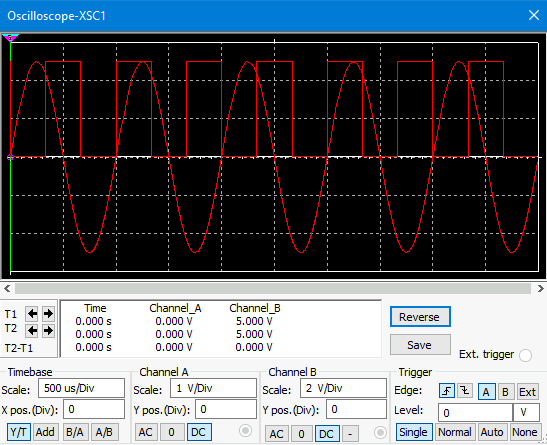 Oscilloscope-XSC1
T1
T2
T2-T1
Time Channel_A Channel_B
0.000 s 0.000 V 5.000 V
0.000 s 0.000 V 5.000 V
0.000 s 0.000 V 0.000 V
Reverse
Save
Ext. trigger
Timebase
Scale: 500 us/Div
X pos.(Div): 0
Y/T Add B/A A/B
Channel A
Scale: 1 V/Div
Y pos.(Div): 0
AC 0 DC
Channel B
Scale: 2 V/Div
Y pos.(Div): 0
AC 0 DC -
Trigger
Edge: A B Ext
Level: 0 V
Single Normal Auto None